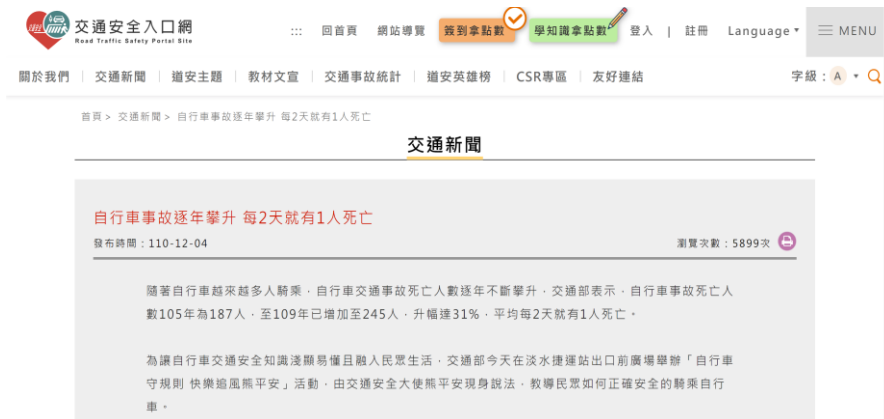 交通安全入口網
Road Traffic Safety Portal Site
::: 回首頁 網站導覽 簽到拿點數 學知識拿點數 登入 | 註冊 Language ▾ MENU
關於我們 | 交通新聞 | 道安主題 | 教材文宣 | 交通事故統計 | 道安英雄榜 | CSR專區 | 友好連結 字級：A ▾
首頁 > 交通新聞 > 自行車事故逐年攀升 每2天就有1人死亡
交通新聞
自行車事故逐年攀升 每2天就有1人死亡
發布時間：110-12-04 瀏覽次數：5899次
隨著自行車越來越多人騎乘，自行車交通事故死亡人數逐年不斷攀升，交通部表示，自行車事故死亡人
數105年為187人，至109年已增加至245人，升幅達31%，平均每2天就有1人死亡。
為讓自行車交通安全知識淺顯易懂且融入民眾生活，交通部今天在淡水捷運站出口前廣場舉辦「自行車
守規則 快樂追風熊平安」活動，由交通安全大使熊平安現身說法，教導民眾如何正確安全的騎乘自行
車。